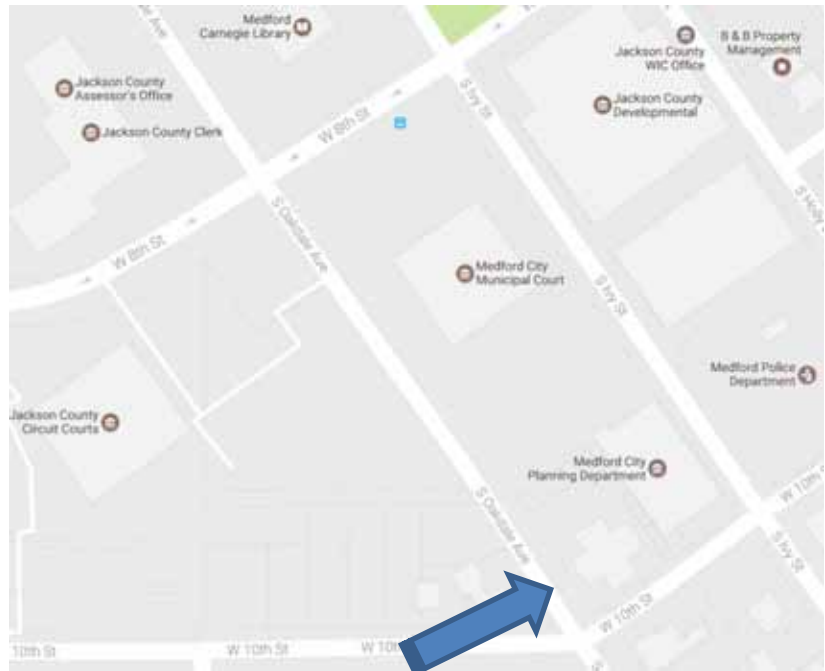 Medford
Carnegie Library
Jackson County
WIC Office
B & B Property
Management
Jackson County
Assessor's Office
Jackson County
Developmental
Jackson County Clerk
W 8th St
S Ivy St
S Oakdale Ave
W 8th St
Medford City
Municipal Court
S Ivy St
S Holly
Medford Police
Department
Jackson County
Circuit Courts
Medford City
Planning Department
S Oakdale Ave
W 10th
S Ivy St
W 10th St
10th St
W 10th St
W 10th